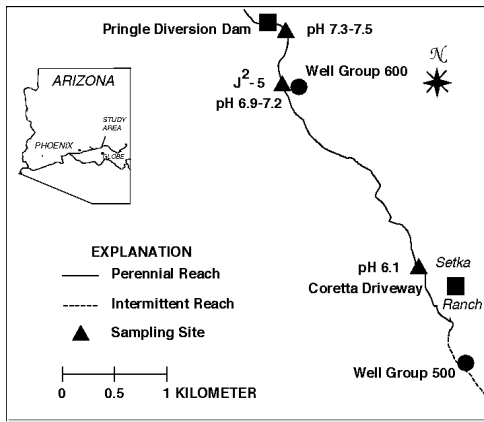 Pringle Diversion Dam
pH 7.3-7.5
N
J2-5
Well Group 600
pH 6.9-7.2
ARIZONA
STUDY
AREA
PHOENIX
GLOBE
EXPLANATION
Perennial Reach
Intermittent Reach
Sampling Site
pH 6.1
Setka
Coretta Driveway
Ranch
Well Group 500
0 0.5 1 KILOMETER